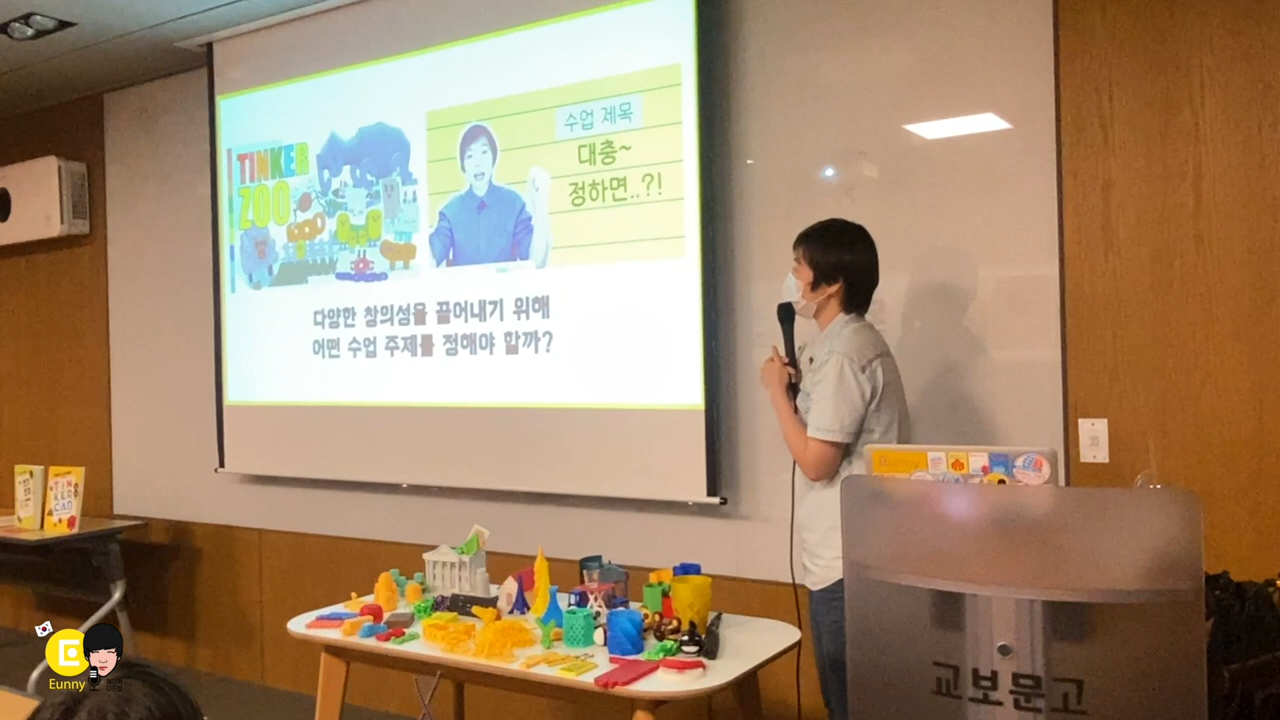 TINKER
ZOO
수업 제목
대충~
정하면..?!
다양한 창의성을 끌어내기 위해
어떤 수업 주제를 정해야 할까?
Eunny
TIN
KER
CAD
교보문고
Eunny